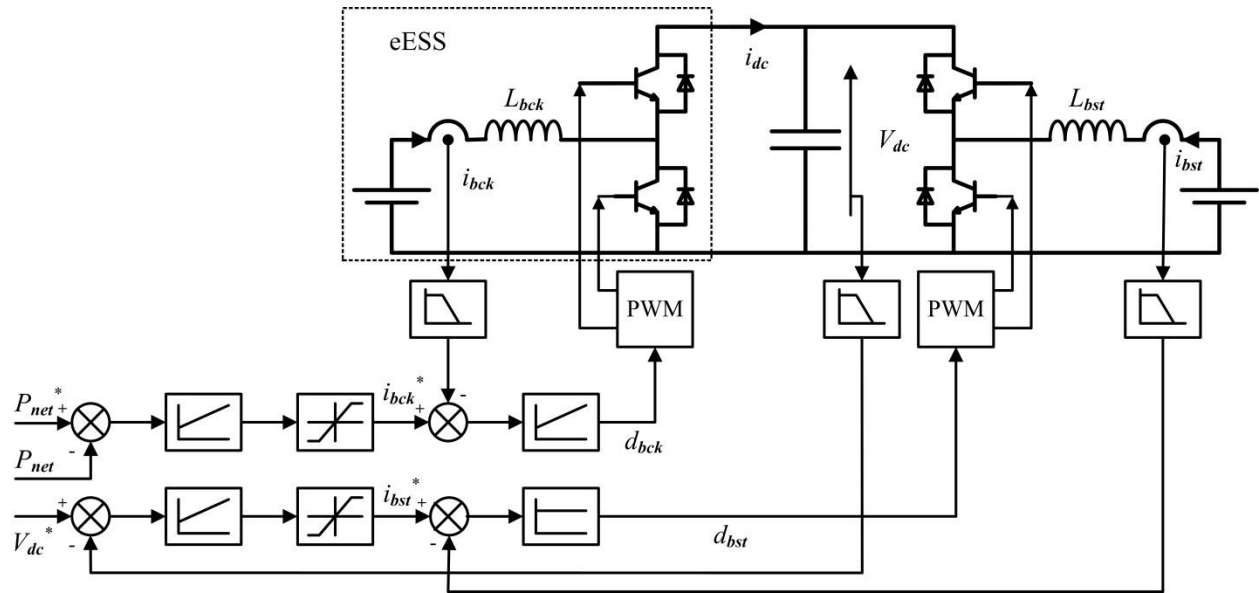 eESS
i_dc
L_bck
L_bst
V_dc
i_bck
i_bst
PWM
PWM
P_net*
+
-
i_bck*
+
-
P_net
d_bck
+
-
V_dc*
i_bst*
+
-
d_bst